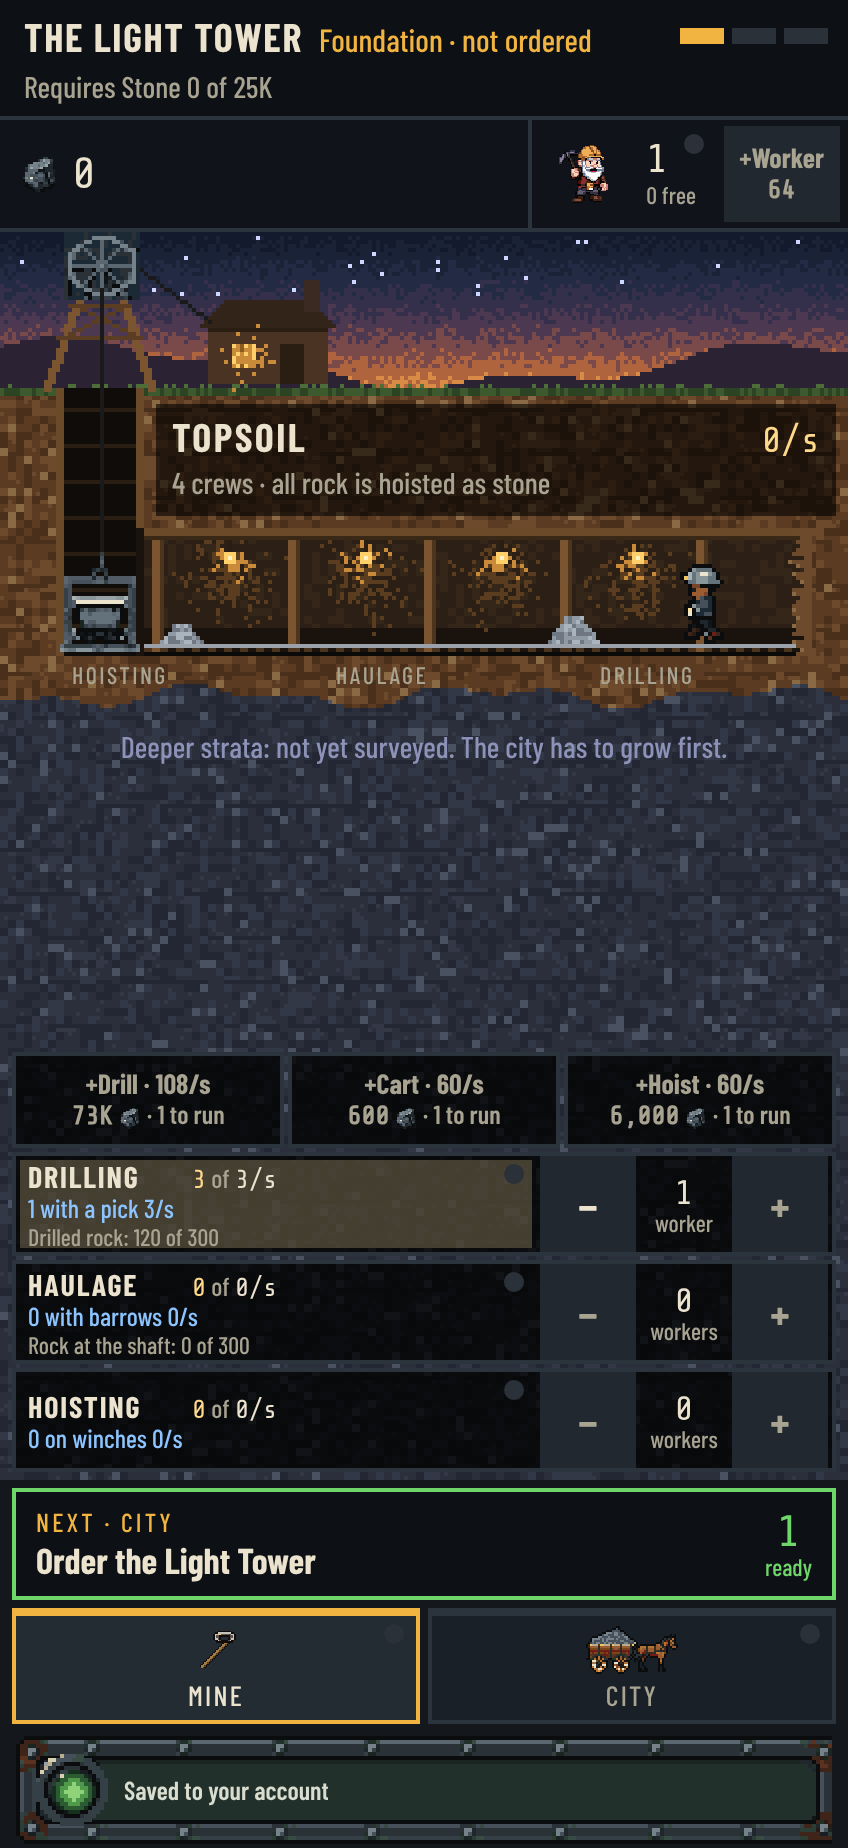 THE LIGHT TOWER Foundation · not ordered
Requires Stone 0 of 25K
0
1
0 free
+Worker
64
TOPSOIL 0/s
4 crews · all rock is hoisted as stone
HOISTING HAULAGE DRILLING
Deeper strata: not yet surveyed. The city has to grow first.
+Drill · 108/s
73K · 1 to run
+Cart · 60/s
600 · 1 to run
+Hoist · 60/s
6,000 · 1 to run
DRILLING 3 of 3/s
1 with a pick 3/s
Drilled rock: 120 of 300
− 1 +
worker
HAULAGE 0 of 0/s
0 with barrows 0/s
Rock at the shaft: 0 of 300
− 0 +
workers
HOISTING 0 of 0/s
0 on winches 0/s
− 0 +
workers
NEXT · CITY
Order the Light Tower
1
ready
MINE
CITY
Saved to your account